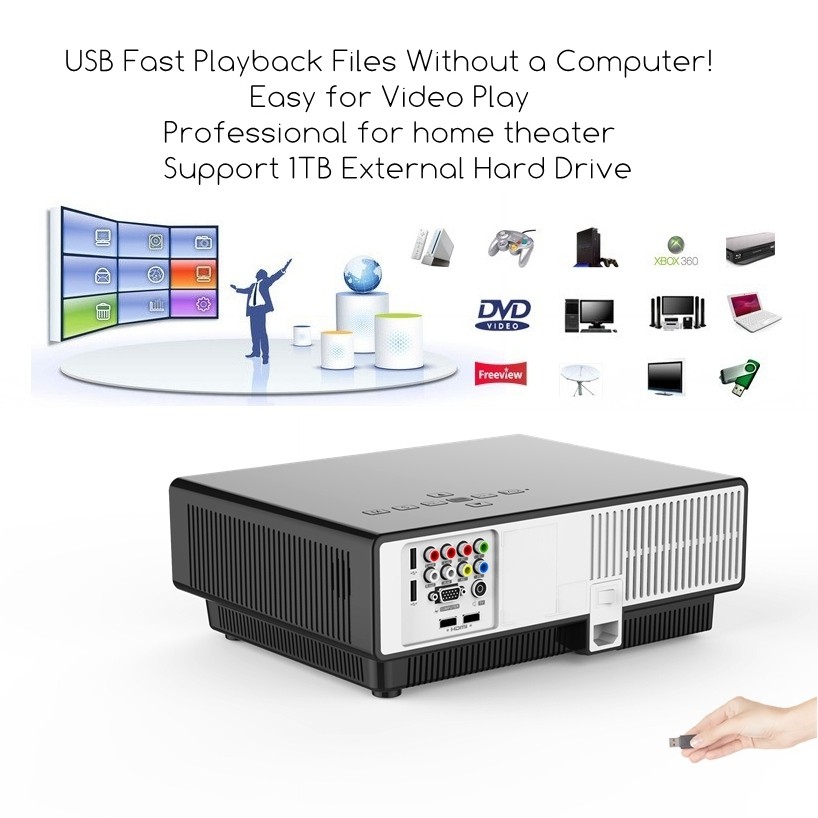 USB Fast Playback Files Without a Computer!
Easy for Video Play
Professional for home theater
Support 1TB External Hard Drive
XBOX 360
DVD
VIDEO
Freeview
HDMI